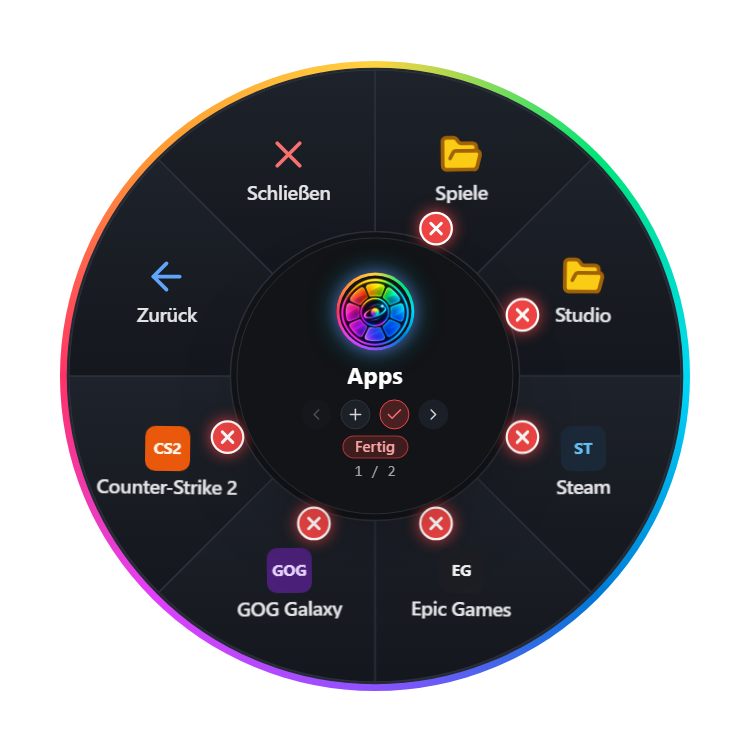 Schließen
Spiele
Zurück
Studio
Apps
Fertig
1 / 2
CS2
Counter-Strike 2
ST
Steam
GOG
GOG Galaxy
EG
Epic Games